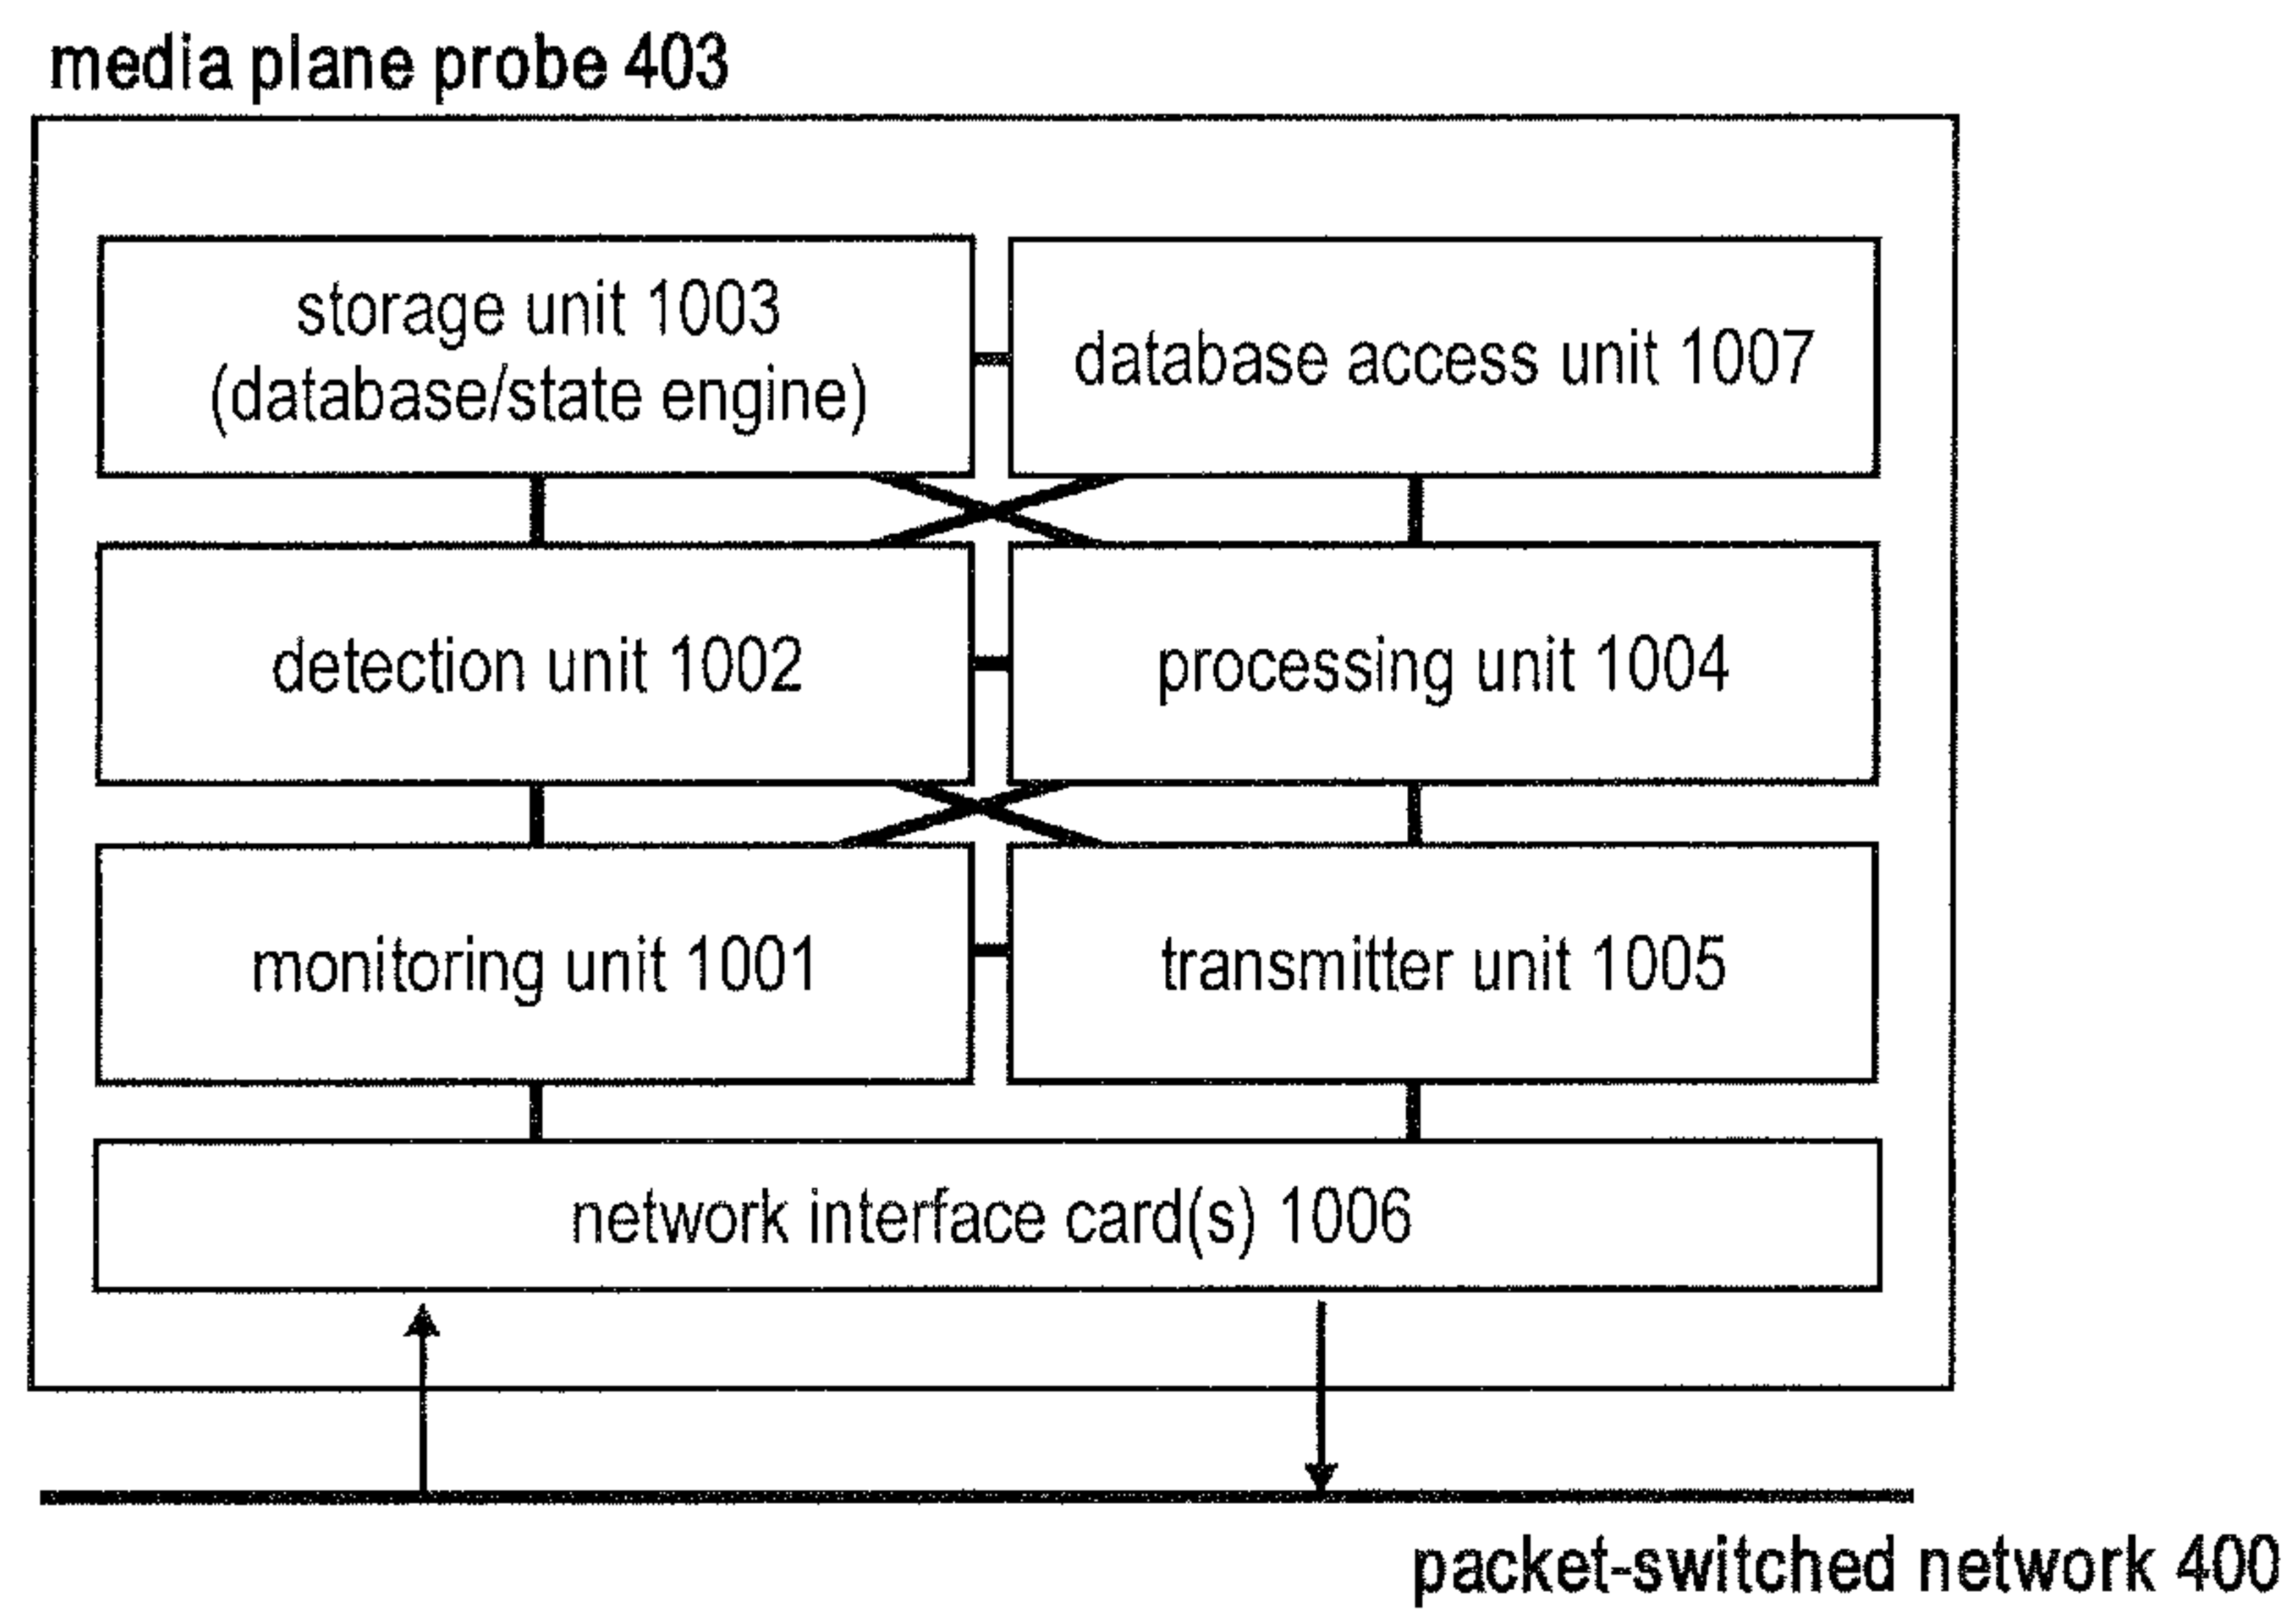 media plane probe 403
storage unit 1003
(database/state engine)
database access unit 1007
detection unit 1002
processing unit 1004
monitoring unit 1001
transmitter unit 1005
network interface card(s) 1006
packet-switched network 400